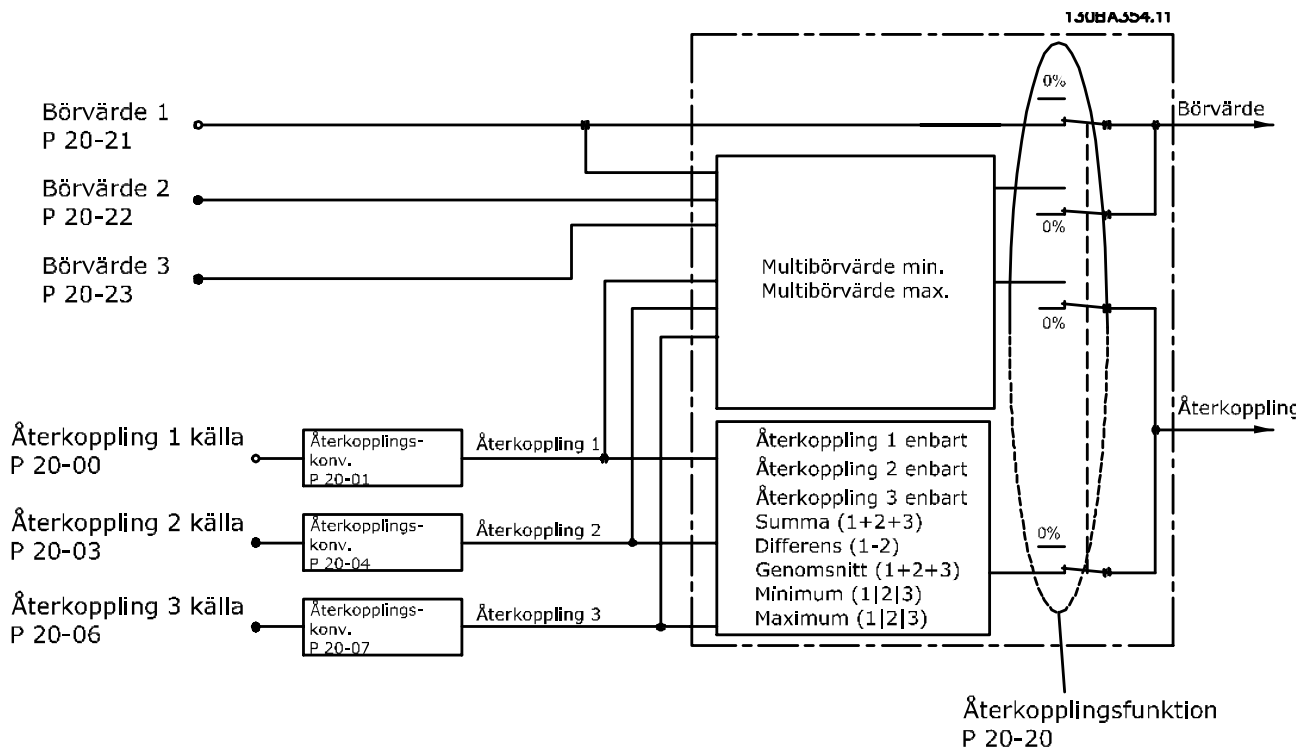 130BA354.11
0%
Börvärde 1
P 20-21
Börvärde
Börvärde 2
P 20-22
0%
Börvärde 3
P 20-23
Multibörvärde min.
Multibörvärde max.
0%
Återkoppling
Återkoppling 1 källa
P 20-00
Återkopplings-
konv.
P 20-01
Återkoppling 1
Återkoppling 1 enbart
Återkoppling 2 enbart
Återkoppling 3 enbart
Summa (1+2+3)
Differens (1-2)
Genomsnitt (1+2+3)
Minimum (1|2|3)
Maximum (1|2|3)
0%
Återkoppling 2 källa
P 20-03
Återkopplings-
konv.
P 20-04
Återkoppling 2
Återkoppling 3 källa
P 20-06
Återkopplings-
konv.
P 20-07
Återkoppling 3
Återkopplingsfunktion
P 20-20